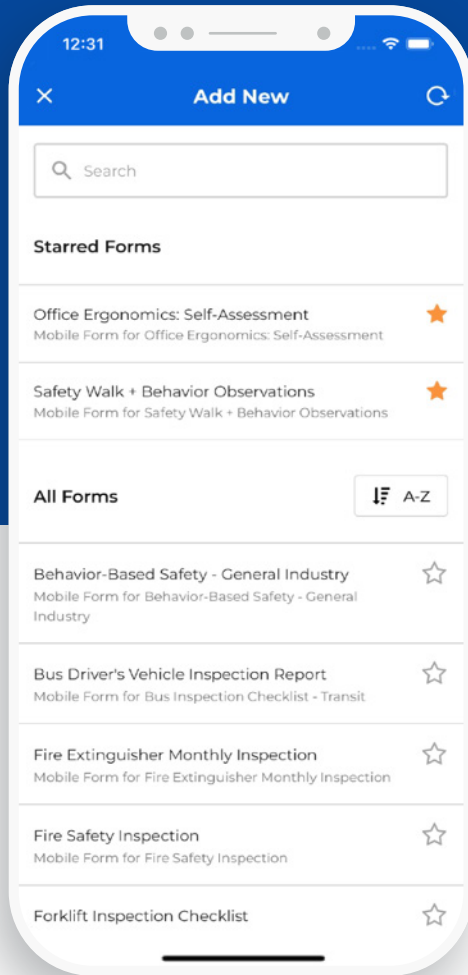 12:31
Add New
Search
Starred Forms
Office Ergonomics: Self-Assessment
Mobile Form for Office Ergonomics: Self-Assessment
Safety Walk + Behavior Observations
Mobile Form for Safety Walk + Behavior Observations
All Forms
A-Z
Behavior-Based Safety - General Industry
Mobile Form for Behavior-Based Safety - General
Industry
Bus Driver's Vehicle Inspection Report
Mobile Form for Bus Inspection Checklist - Transit
Fire Extinguisher Monthly Inspection
Mobile Form for Fire Extinguisher Monthly Inspection
Fire Safety Inspection
Mobile Form for Fire Safety Inspection
Forklift Inspection Checklist